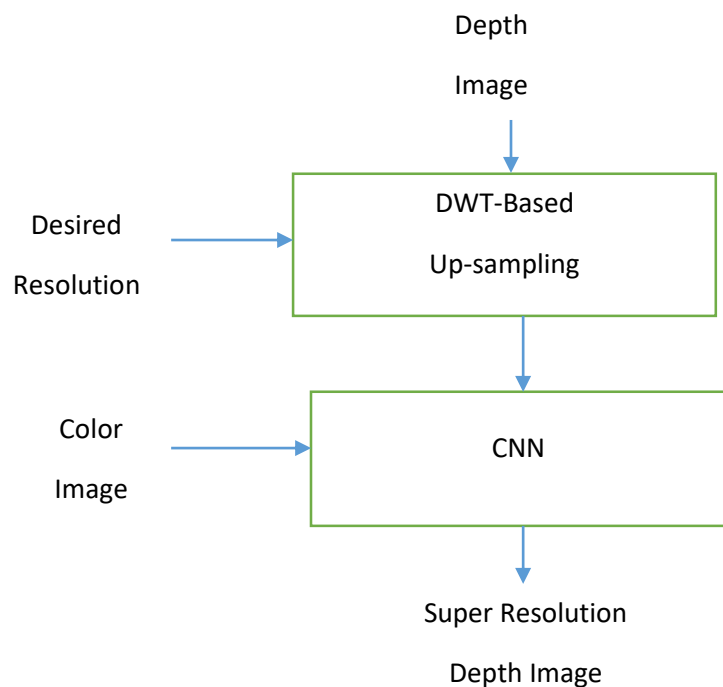 Depth
Image
DWT-Based
Up-sampling
Desired
Resolution
Color
Image
CNN
Super Resolution
Depth Image